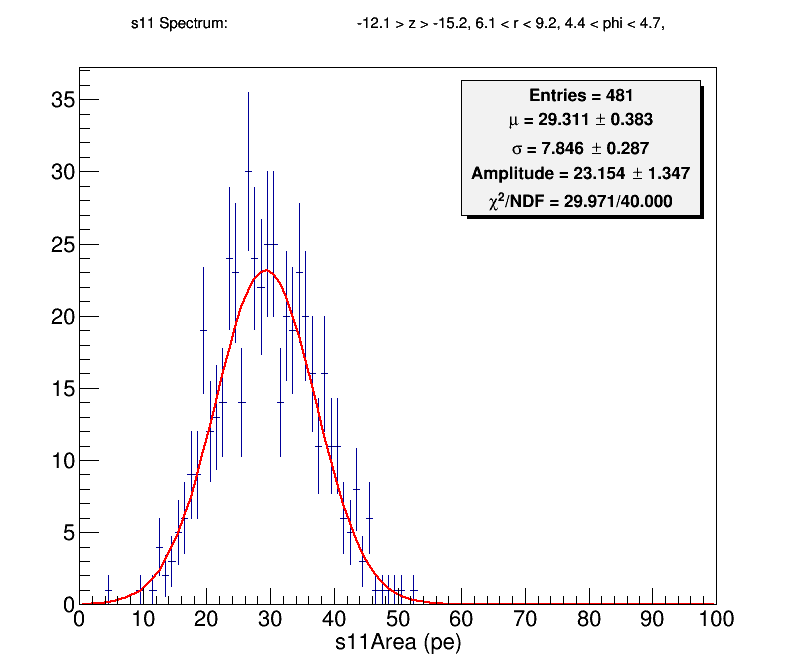 s11 Spectrum: -12.1 > z > -15.2, 6.1 < r < 9.2, 4.4 < phi < 4.7,
Entries = 481
μ = 29.311 ± 0.383
σ = 7.846 ± 0.287
Amplitude = 23.154 ± 1.347
χ²/NDF = 29.971/40.000
35
30
25
20
15
10
5
0
0 10 20 30 40 50 60 70 80 90 100
s11Area (pe)